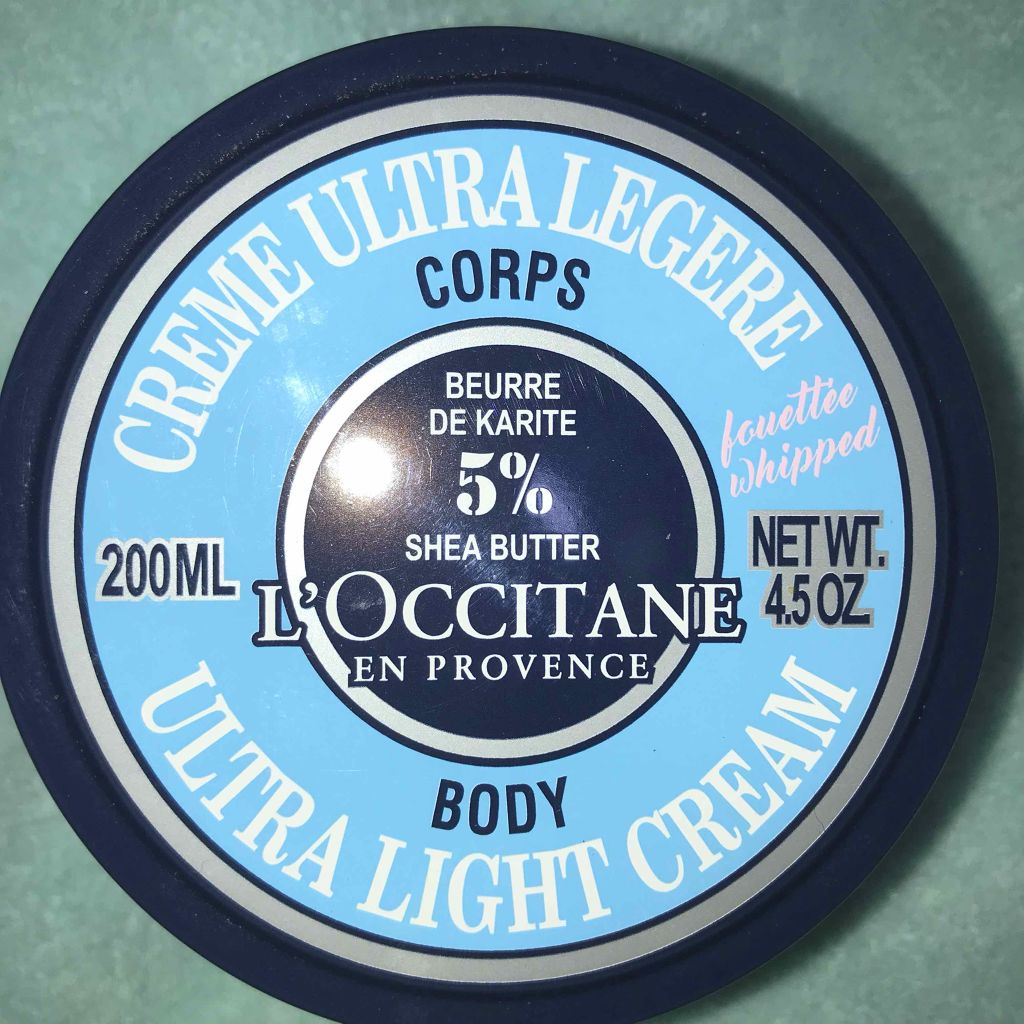 CREME ULTRA LEGERE
CORPS
BEURRE
DE KARITE
5%
SHEA BUTTER
L'OCCITANE
EN PROVENCE
fouettée
whipped
200ML
NET WT.
4.5 OZ.
BODY
ULTRA LIGHT CREAM